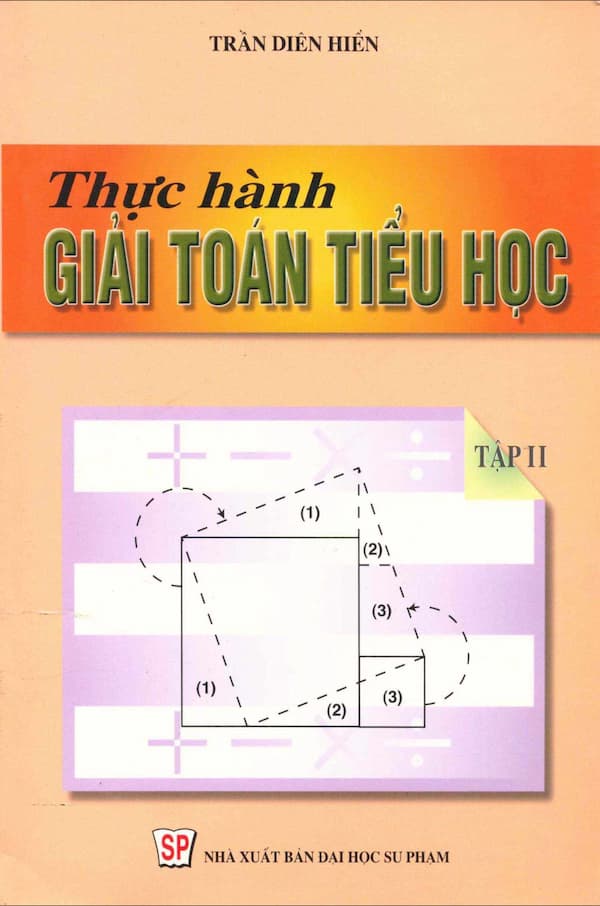 TRẦN DIÊN HIỂN
Thực hành
GIẢI TOÁN TIỂU HỌC
TẬP II
(1)
(2)
(3)
(1)
(2)
(3)
SP
NHÀ XUẤT BẢN ĐẠI HỌC SƯ PHẠM